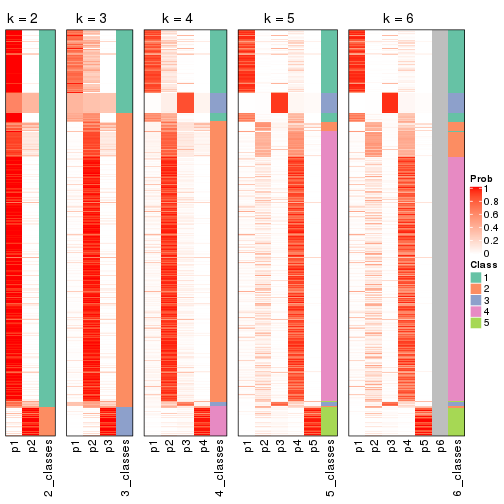 k = 2
k = 3
k = 4
k = 5
k = 6
p1
p2
2_classes
p1
p2
p3
3_classes
p1
p2
p3
p4
4_classes
p1
p2
p3
p4
p5
5_classes
p1
p2
p3
p4
p5
p6
6_classes
Prob
1
0.8
0.6
0.4
0.2
0
Class
1
2
3
4
5